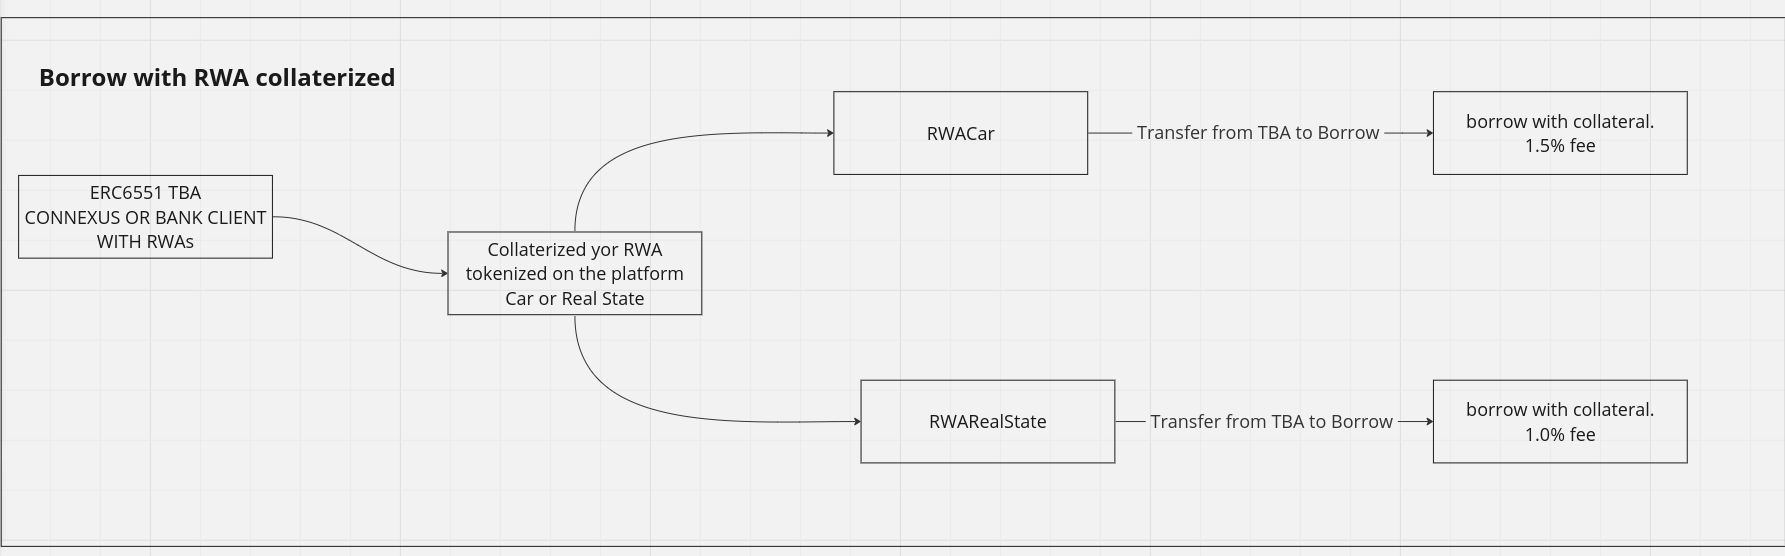 Borrow with RWA collaterized
ERC6551 TBA
CONNEXUS OR BANK CLIENT
WITH RWAs
Collaterized yor RWA
tokenized on the platform
Car or Real State
RWACar
Transfer from TBA to Borrow
borrow with collateral.
1.5% fee
RWARealState
Transfer from TBA to Borrow
borrow with collateral.
1.0% fee